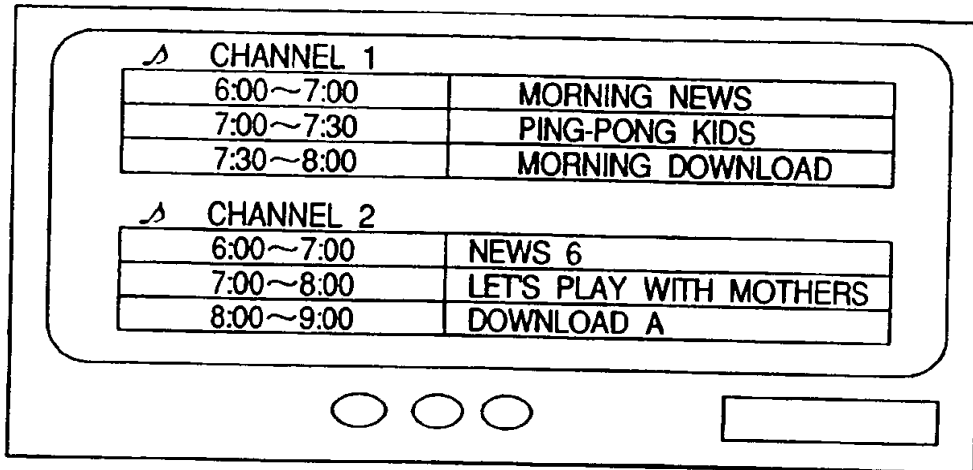 ♪ CHANNEL 1
6:00～7:00 MORNING NEWS
7:00～7:30 PING-PONG KIDS
7:30～8:00 MORNING DOWNLOAD
♪ CHANNEL 2
6:00～7:00 NEWS 6
7:00～8:00 LET'S PLAY WITH MOTHERS
8:00～9:00 DOWNLOAD A